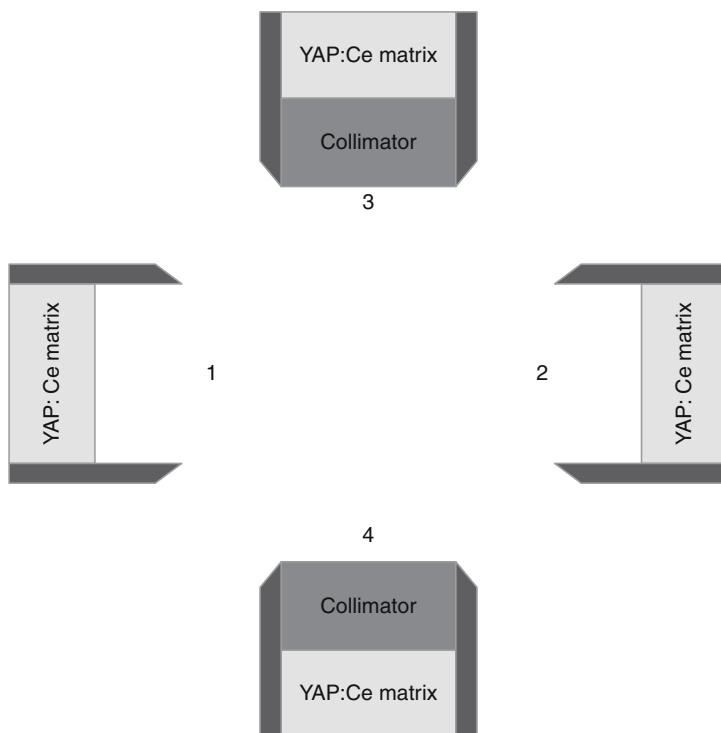 YAP:Ce matrix
Collimator
3
YAP: Ce matrix
1
2
YAP: Ce matrix
4
Collimator
YAP:Ce matrix